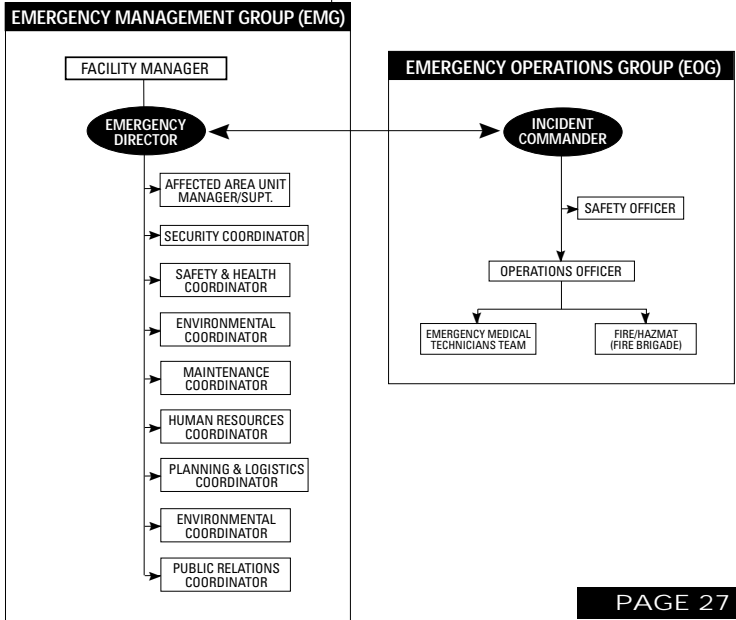 EMERGENCY MANAGEMENT GROUP (EMG)
FACILITY MANAGER
EMERGENCY
DIRECTOR
AFFECTED AREA UNIT
MANAGER/SUPT.
SECURITY COORDINATOR
SAFETY & HEALTH
COORDINATOR
ENVIRONMENTAL
COORDINATOR
MAINTENANCE
COORDINATOR
HUMAN RESOURCES
COORDINATOR
PLANNING & LOGISTICS
COORDINATOR
ENVIRONMENTAL
COORDINATOR
PUBLIC RELATIONS
COORDINATOR
EMERGENCY OPERATIONS GROUP (EOG)
INCIDENT
COMMANDER
SAFETY OFFICER
OPERATIONS OFFICER
EMERGENCY MEDICAL
TECHNICIANS TEAM
FIRE/HAZMAT
(FIRE BRIGADE)
PAGE 27